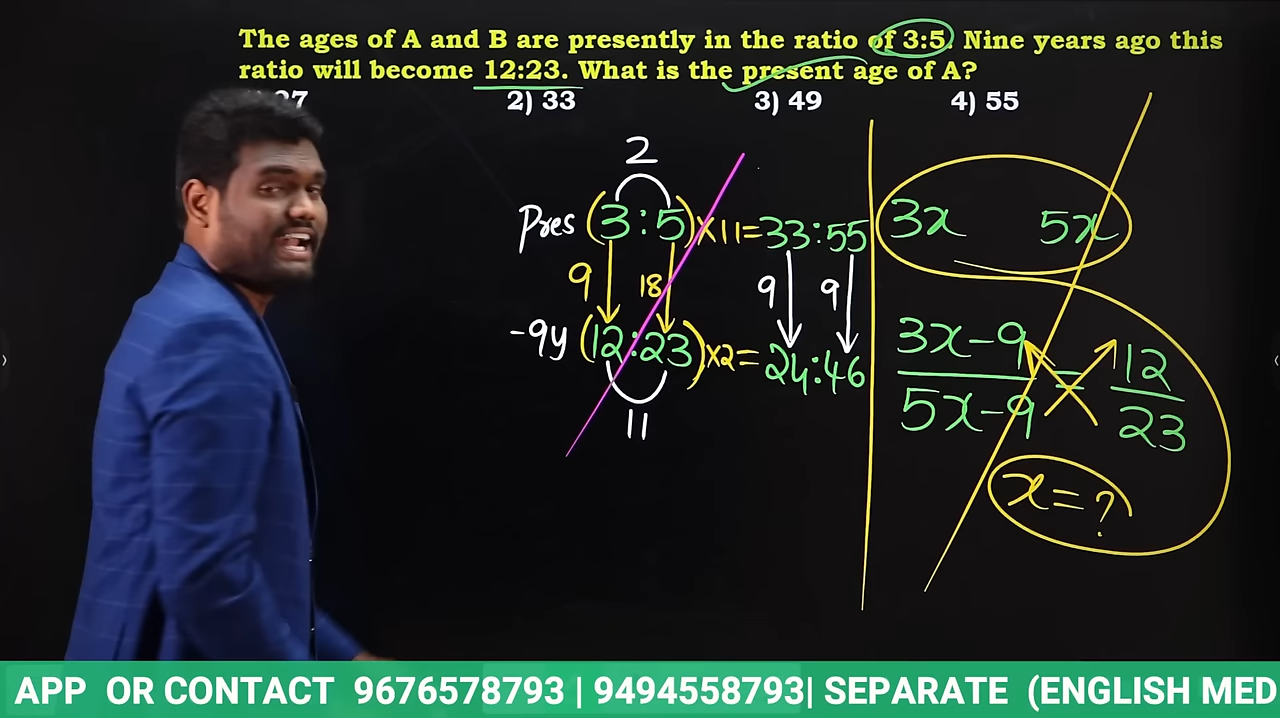 The ages of A and B are presently in the ratio of 3:5. Nine years ago this
ratio will become 12:23. What is the present age of A?
27 2) 33 3) 49 4) 55
2
Pres (3:5)×11=33:55
3x 5x
9 18 9 9
-9y (12:23)×2=24:46
11
3x-9 = 12
5x-9 23
x=?
APP OR CONTACT 9676578793 | 9494558793| SEPARATE (ENGLISH MED